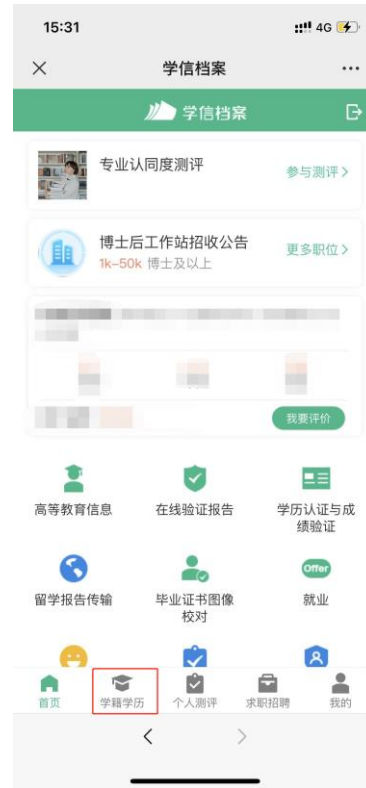 15:31
4G
学信档案
学信档案
专业认同度测评
参与测评
博士后工作站招收公告
更多职位
1k-50k 博士及以上
我要评价
高等教育信息
在线验证报告
学历认证与成
绩验证
Offer
留学报告传输
毕业证书图像
校对
就业
首页
学籍学历
个人测评
求职招聘
我的